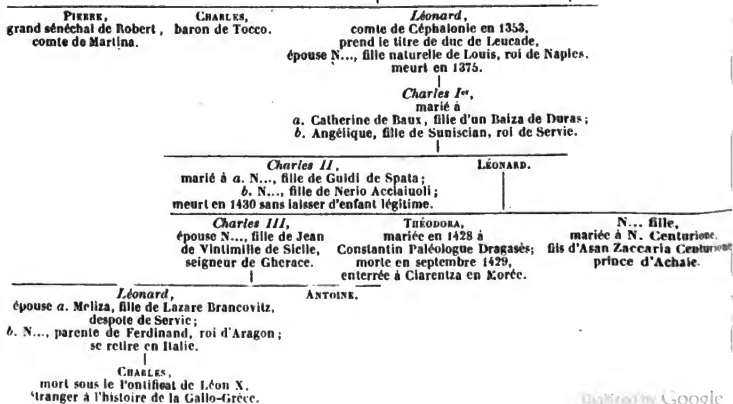 PIERRE,
grand sénéchal de Robert,
comte de Martina.
CHARLES,
baron de Tocco.
Léonard,
comte de Céphalonie en 1353,
prend le titre de duc de Leucade,
épouse N..., fille naturelle de Louis, roi de Naples.
meurt en 1375.
Charles Ier,
marié à
a. Catherine de Baux, fille d'un Baiza de Duras;
b. Angélique, fille de Suniscian, roi de Servie.
Charles II,
marié à a. N..., fille de Guidi de Spata;
b. N..., fille de Nerio Acciaiuoli;
meurt en 1430 sans laisser d'enfant légitime.
LÉONARD.
Charles III,
épouse N..., fille de Jean
de Vintimille de Sicile,
seigneur de Gherace.
THÉODORA,
mariée en 1428 à
Constantin Paléologue Dragasès;
morte en septembre 1429,
enterrée à Clarentza en Morée.
N... fille,
mariée à N. Centurione,
fils d'Asan Zaccaria Centurione
prince d'Achaie.
Léonard,
épouse a. Meliza, fille de Lazare Brancovitz,
despote de Servie;
b. N..., parente de Ferdinand, roi d'Aragon;
se retire en Italie.
ANTOINE.
CHARLES,
mort sous le Pontificat de Léon X,
étranger à l'histoire de la Gallo-Grèce.
Digitized by Google